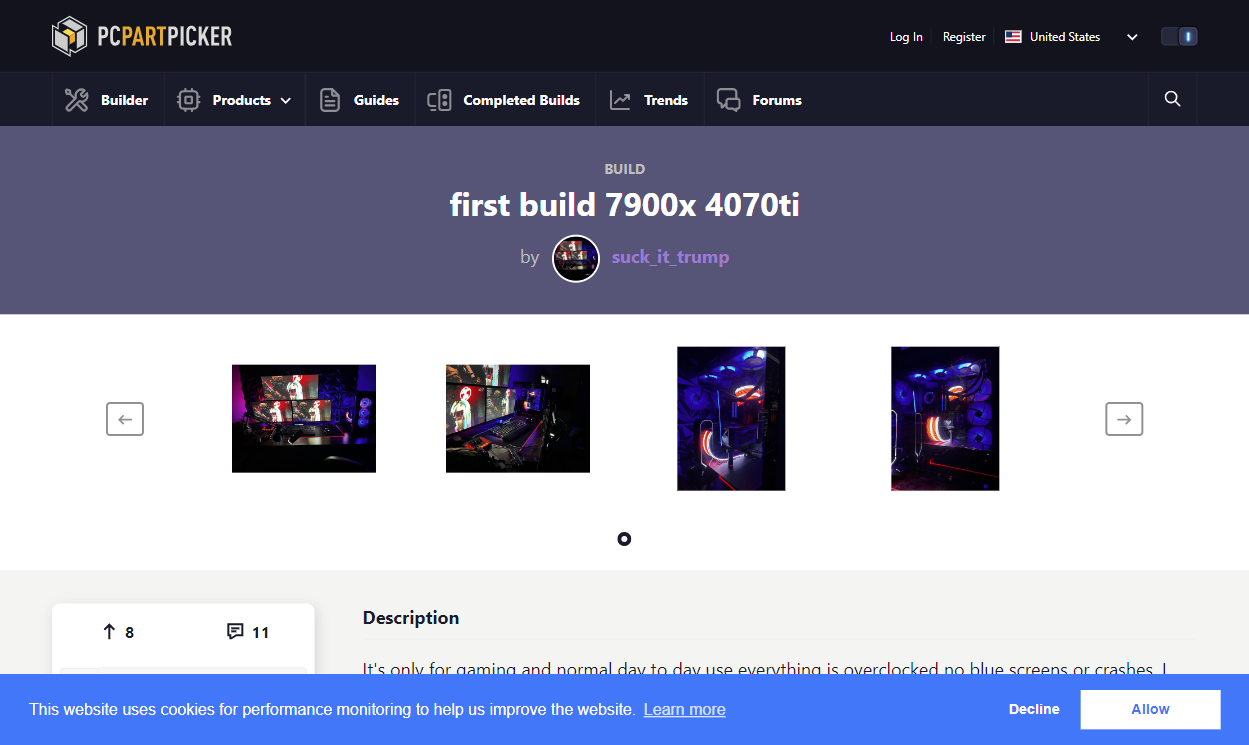 PCPARTPICKER
Log In Register United States
Builder Products Guides Completed Builds Trends Forums
BUILD
first build 7900x 4070ti
by suck_it_trump
8 11
Description
It's only for gaming and normal day to day use everything is overclocked no blue screens or crashes. I
This website uses cookies for performance monitoring to help us improve the website. Learn more
Decline Allow